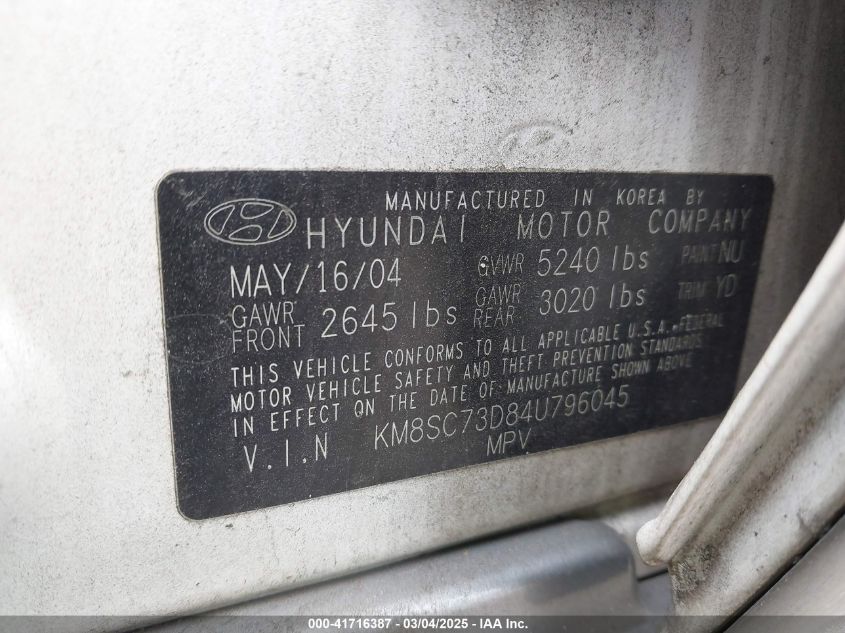 MANUFACTURED IN KOREA BY
HYUNDAI MOTOR COMPANY
MAY/16/04 GVWR 5240 lbs PAINT NU
GAWR FRONT 2645 lbs GAWR REAR 3020 lbs TRIM YD
THIS VEHICLE CONFORMS TO ALL APPLICABLE U.S.A. FEDERAL
MOTOR VEHICLE SAFETY AND THEFT PREVENTION STANDARDS
IN EFFECT ON THE DATE OF MANUFACTURE SHOWN ABOVE
V.I.N KM8SC73D84U796045
MPV
000-41716387 - 03/04/2025 - IAA Inc.